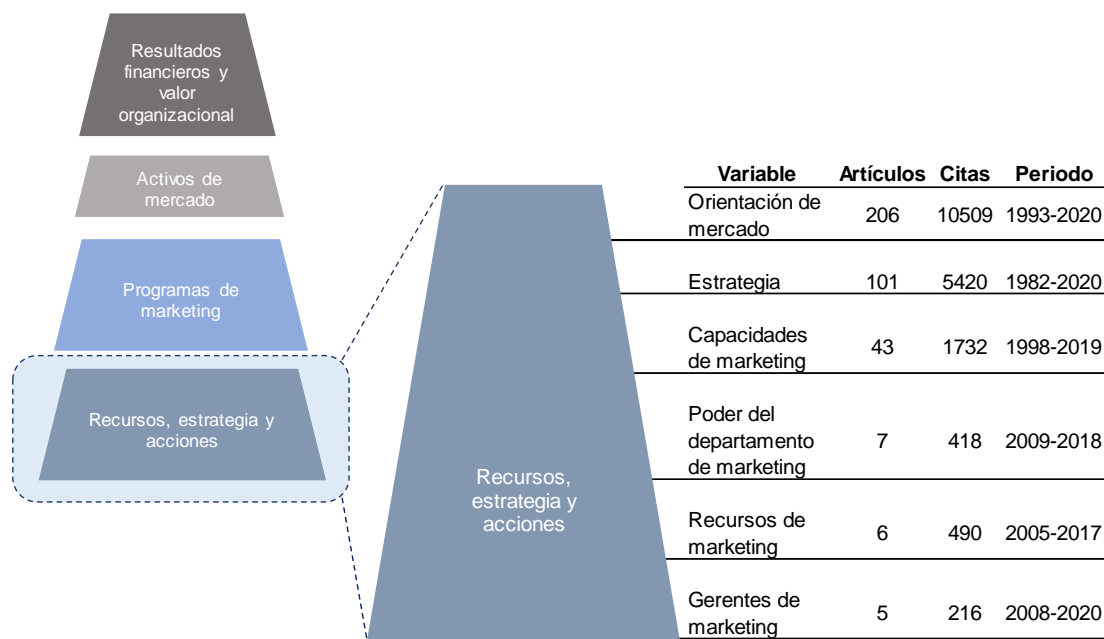 Resultados
financieros y
valor
organizacional
Activos de
mercado
Programas de
marketing
Recursos, estrategia y
acciones
Recursos,
estrategia y
acciones
Variable Artículos Citas Periodo
Orientación de
mercado 206 10509 1993-2020
Estrategia 101 5420 1982-2020
Capacidades
de marketing 43 1732 1998-2019
Poder del
departamento 7 418 2009-2018
de marketing
Recursos de
marketing 6 490 2005-2017
Gerentes de
marketing 5 216 2008-2020